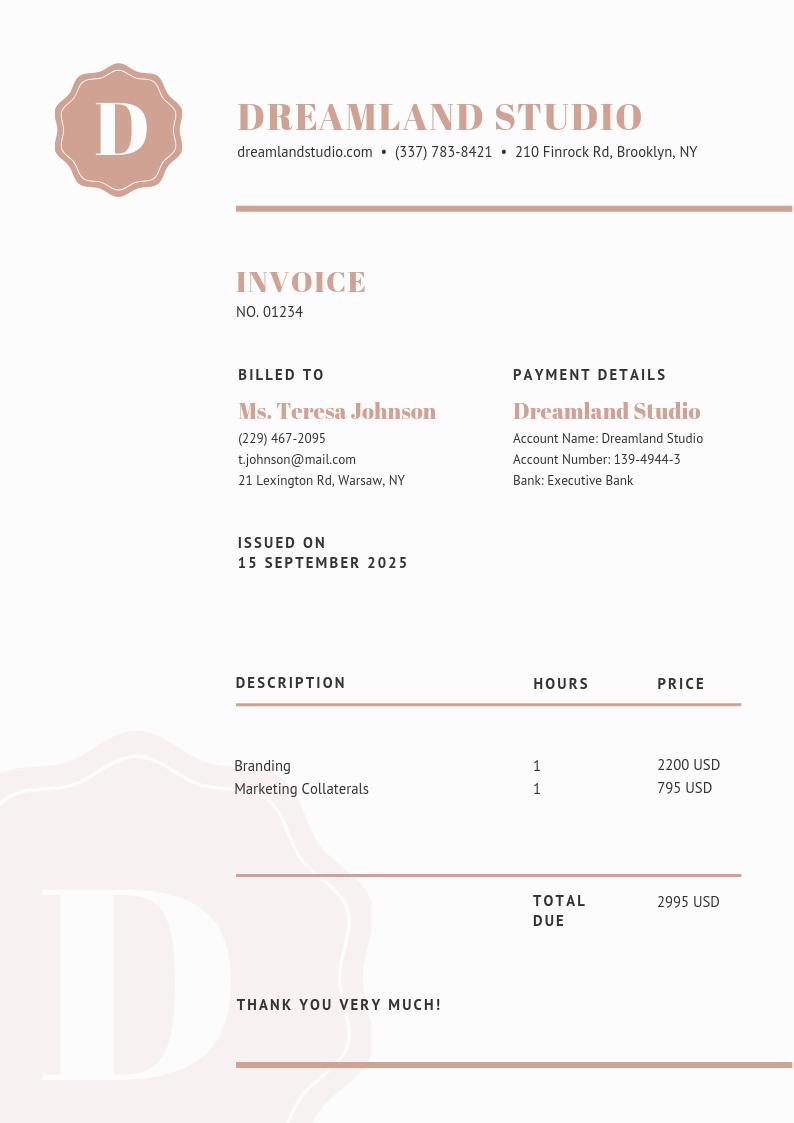 D
DREAMLAND STUDIO
dreamlandstudio.com • (337) 783-8421 • 210 Finrock Rd, Brooklyn, NY
INVOICE
NO. 01234
BILLED TO
Ms. Teresa Johnson
(229) 467-2095
t.johnson@mail.com
21 Lexington Rd, Warsaw, NY
PAYMENT DETAILS
Dreamland Studio
Account Name: Dreamland Studio
Account Number: 139-4944-3
Bank: Executive Bank
ISSUED ON
15 SEPTEMBER 2025
DESCRIPTION HOURS PRICE
Branding 1 2200 USD
Marketing Collaterals 1 795 USD
TOTAL DUE 2995 USD
THANK YOU VERY MUCH!
D